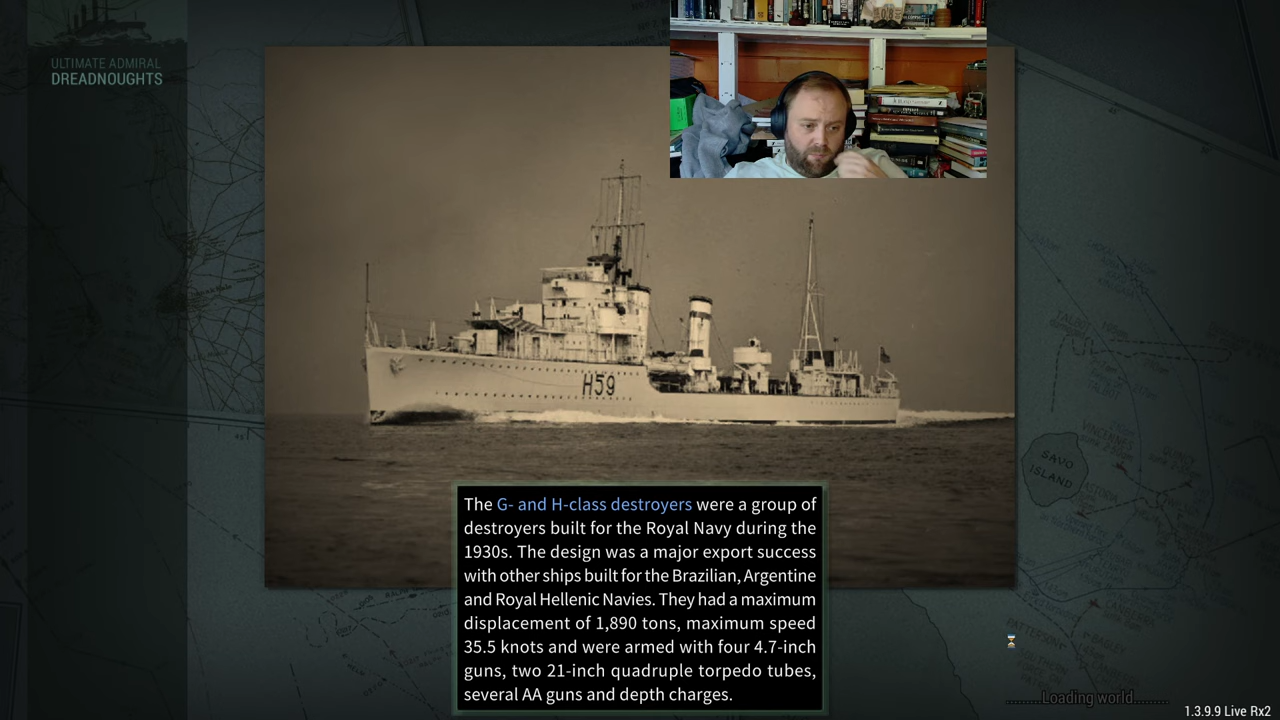 ULTIMATE ADMIRAL
DREADNOUGHTS
H59
The G- and H-class destroyers were a group of
destroyers built for the Royal Navy during the
1930s. The design was a major export success
with other ships built for the Brazilian, Argentine
and Royal Hellenic Navies. They had a maximum
displacement of 1,890 tons, maximum speed
35.5 knots and were armed with four 4.7-inch
guns, two 21-inch quadruple torpedo tubes,
several AA guns and depth charges.
SAVO
ISLAND
.........Loading world.........
1.3.9.9 Live Rx2